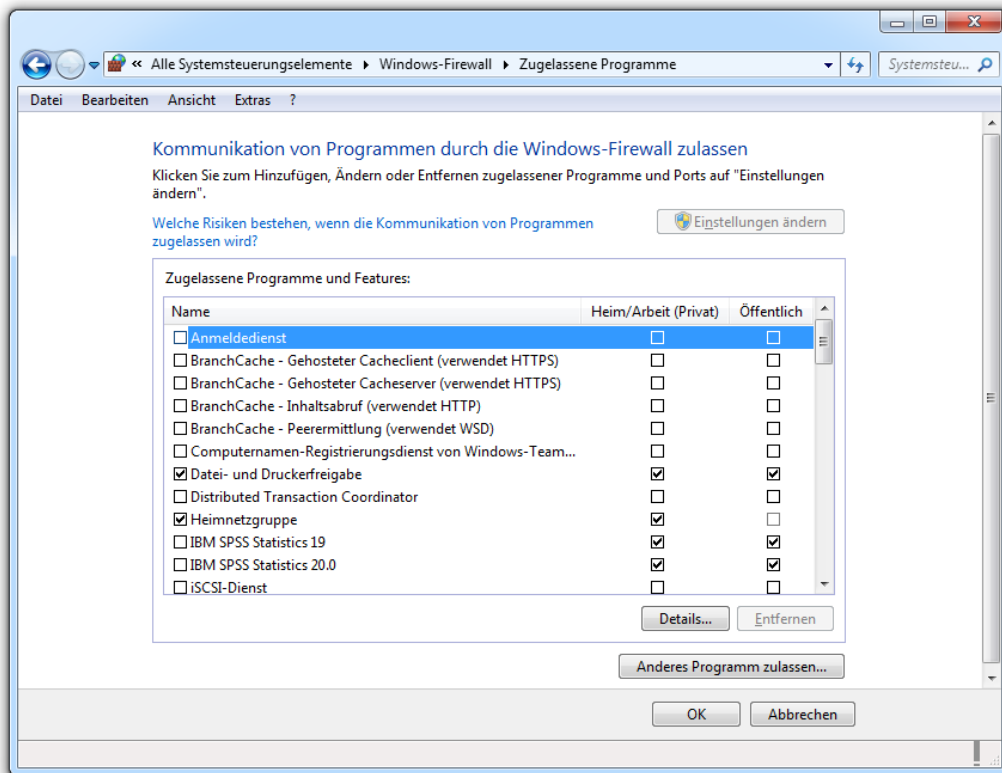 « Alle Systemsteuerungselemente Windows-Firewall Zugelassene Programme Systemsteu...
Datei Bearbeiten Ansicht Extras ?
Kommunikation von Programmen durch die Windows-Firewall zulassen
Klicken Sie zum Hinzufügen, Ändern oder Entfernen zugelassener Programme und Ports auf "Einstellungen
ändern".
Welche Risiken bestehen, wenn die Kommunikation von Programmen
zugelassen wird?
Einstellungen ändern
Zugelassene Programme und Features:
Name Heim/Arbeit (Privat) Öffentlich
Anmeldedienst
BranchCache - Gehosteter Cacheclient (verwendet HTTPS)
BranchCache - Gehosteter Cacheserver (verwendet HTTPS)
BranchCache - Inhaltsabruf (verwendet HTTP)
BranchCache - Peerermittlung (verwendet WSD)
Computernamen-Registrierungsdienst von Windows-Team...
Datei- und Druckerfreigabe
Distributed Transaction Coordinator
Heimnetzgruppe
IBM SPSS Statistics 19
IBM SPSS Statistics 20.0
iSCSI-Dienst
Details... Entfernen
Anderes Programm zulassen...
OK Abbrechen